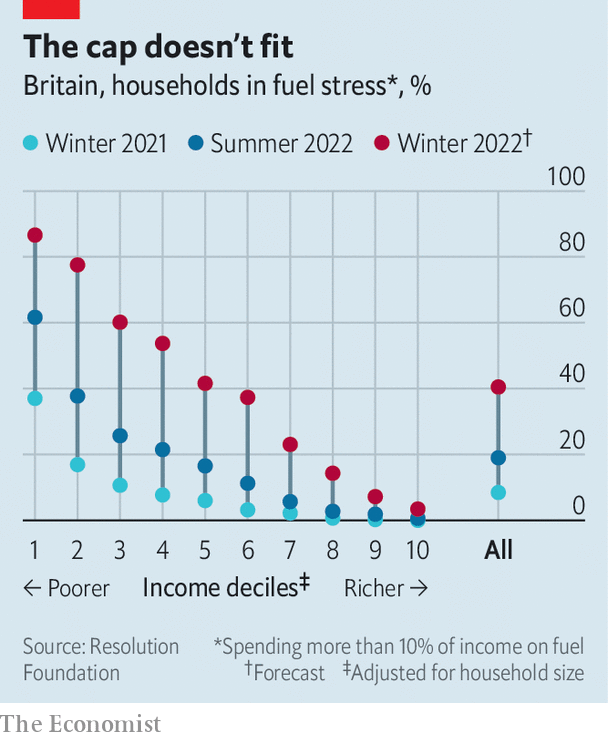 The cap doesn't fit
Britain, households in fuel stress*, %
Winter 2021 Summer 2022 Winter 2022†
100
80
60
40
20
0
1 2 3 4 5 6 7 8 9 10 All
← Poorer Income deciles‡ Richer →
Source: Resolution Foundation
*Spending more than 10% of income on fuel
†Forecast ‡Adjusted for household size
The Economist